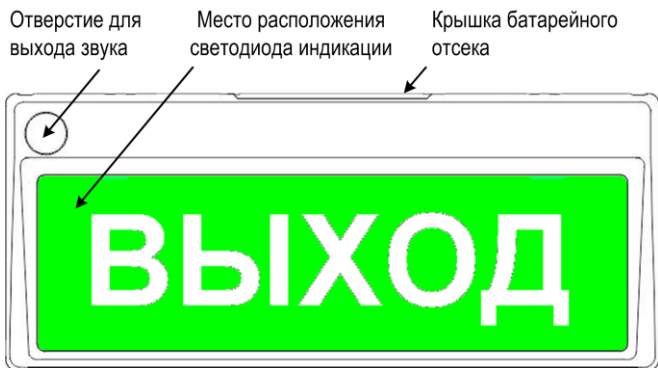 Отверстие для
выхода звука
Место расположения
светодиода индикации
Крышка батарейного
отсека
ВЫХОД